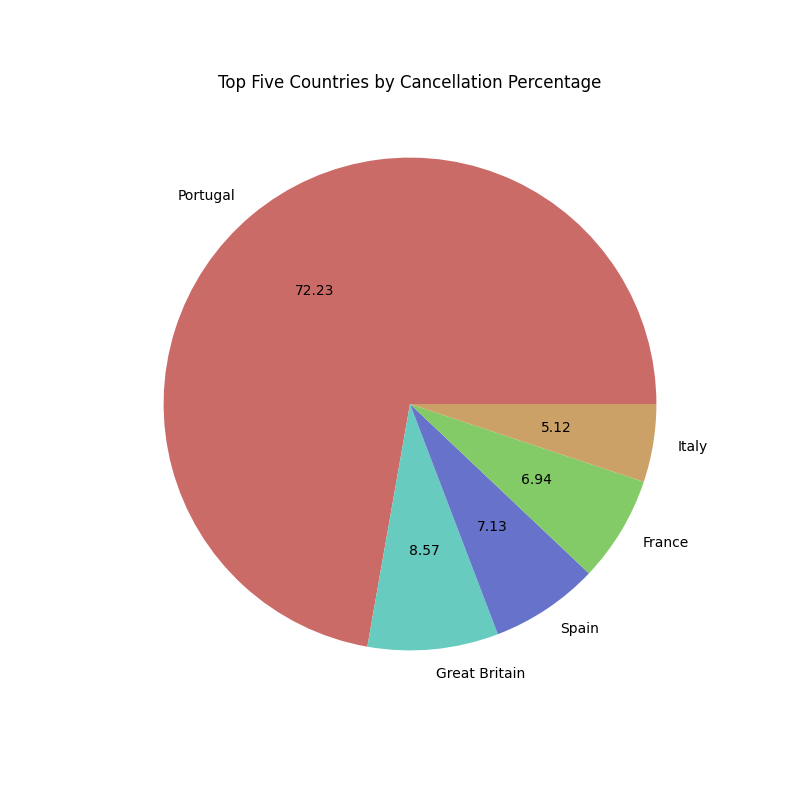 Top Five Countries by Cancellation Percentage
Portugal
72.23
5.12
Italy
6.94
France
7.13
Spain
8.57
Great Britain